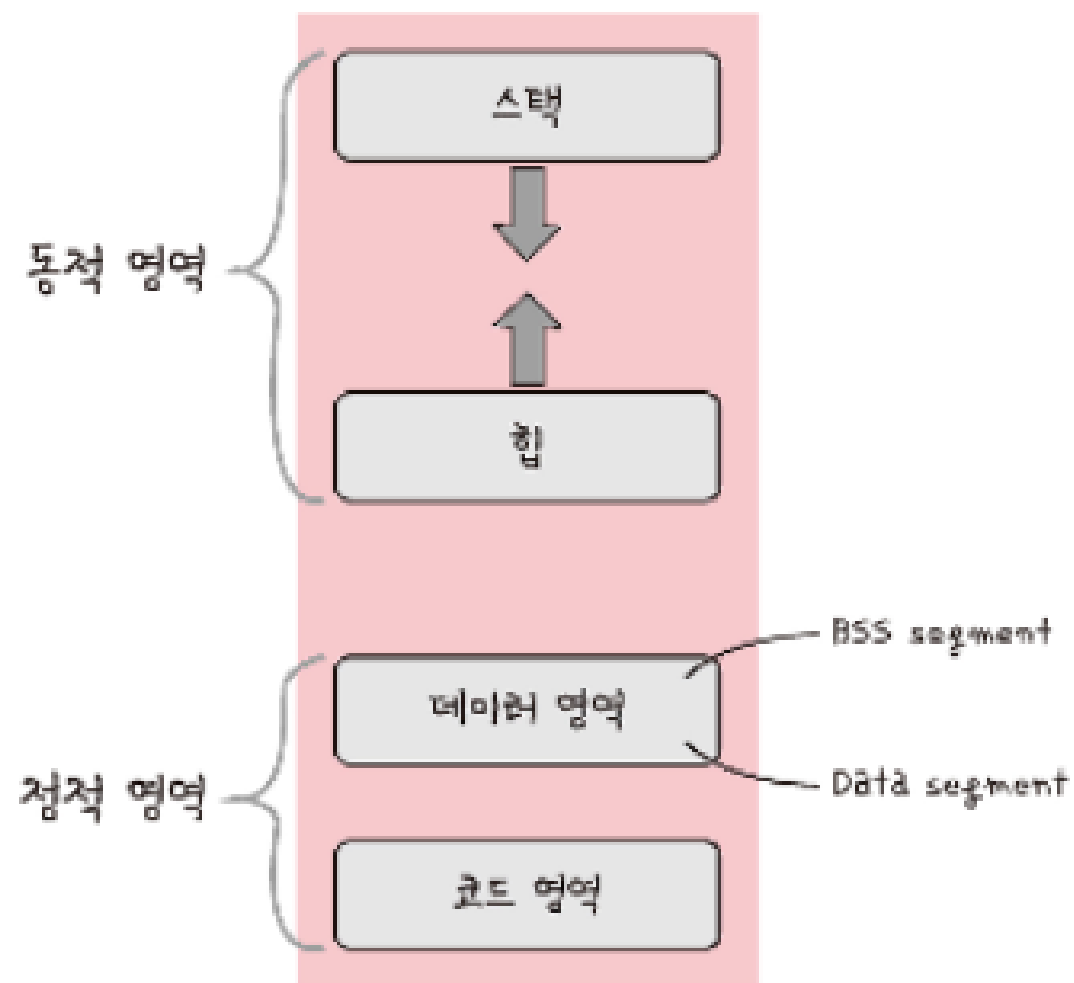 스택
동적 영역
힙
BSS segment
데이터 영역
정적 영역
Data segment
코드 영역